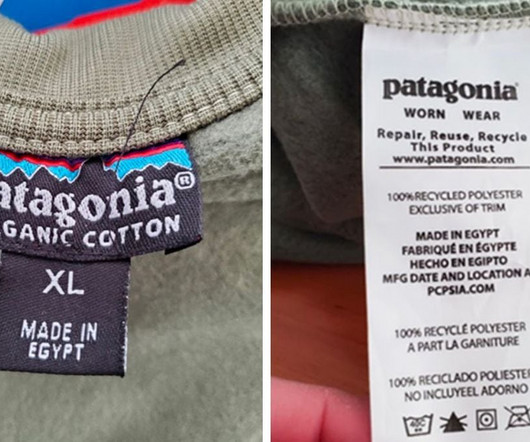 atagonia®
GANIC COTTON
XL
MADE IN
EGYPT
patagonia®
WORN WEAR
Repair, Reuse, Recycle
This Product
www.patagonia.com
100%RECYCLED POLYESTER
EXCLUSIVE OF TRIM
MADE IN EGYPT
FABRIQUÉ EN ÉGYPTE
HECHO EN EGIPTO
MFG DATE AND LOCATION A
PCPSIA.COM
100% RECYCLÉ POLYESTER
A PART LA GARNITURE
100% RECICLADO POLIESTER
NO INCLUYEEL ADORNO